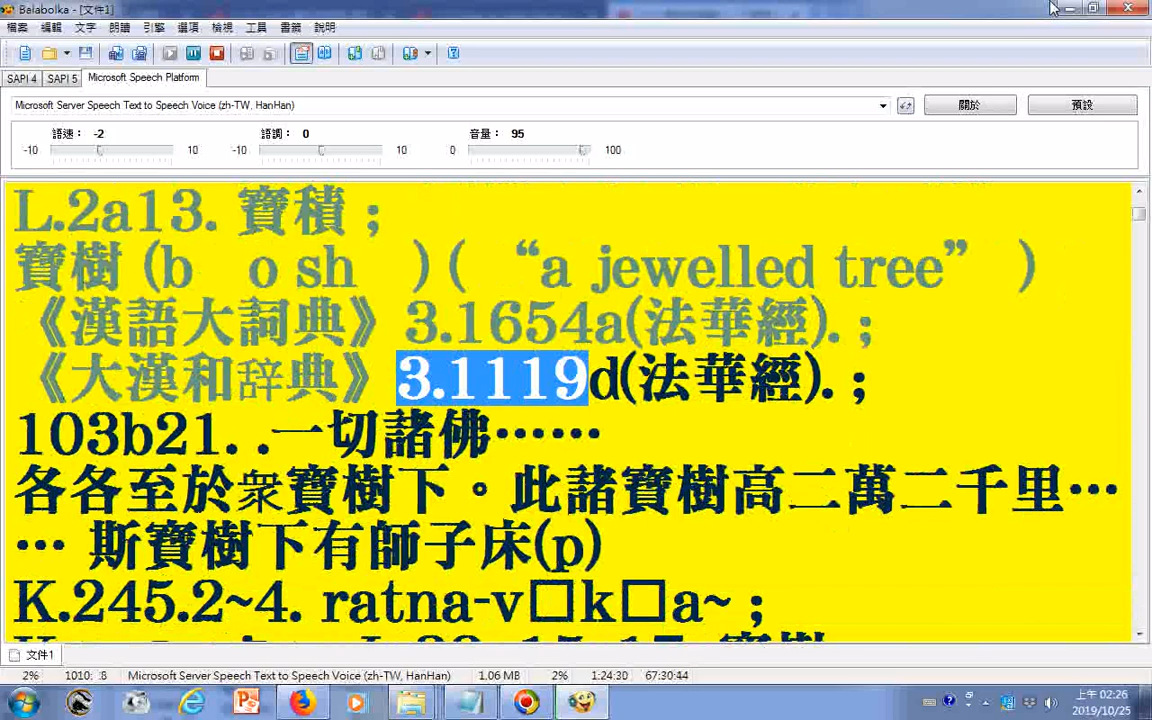 Balabolka - [文件1]
檔案 編輯 文字 朗讀 引擎 選項 檢視 工具 書籤 說明
SAPI 4 SAPI 5 Microsoft Speech Platform
Microsoft Server Speech Text to Speech Voice (zh-TW, HanHan)
關於 預設
語速： -2 語調： 0 音量： 95
-10 10 -10 10 0 100
L.2a13. 寶積；
寶樹 (b o sh )( “a jewelled tree” )
《漢語大詞典》 3.1654a(法華經).；
《大漢和辞典》 3.1119d(法華經).；
103b21. .一切諸佛……
各各至於衆寶樹下。此諸寶樹高二萬二千里…
… 斯寶樹下有師子床(p)
K.245.2~4. ratna-v□k□a~；
文件1
2% 1010: :8 Microsoft Server Speech Text to Speech Voice (zh-TW, HanHan) 1,06 MB 2% 1:24:30 67:30:44
上午 02:26
2019/10/25